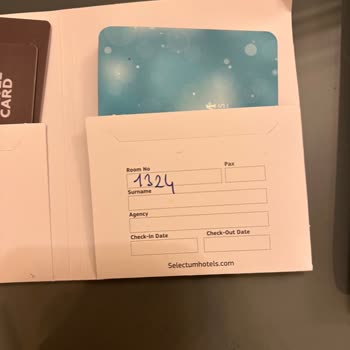 CARD
Room No
Pax
1324
Surname
Agency
Check-In Date
Check-Out Date
Selectumhotels.com